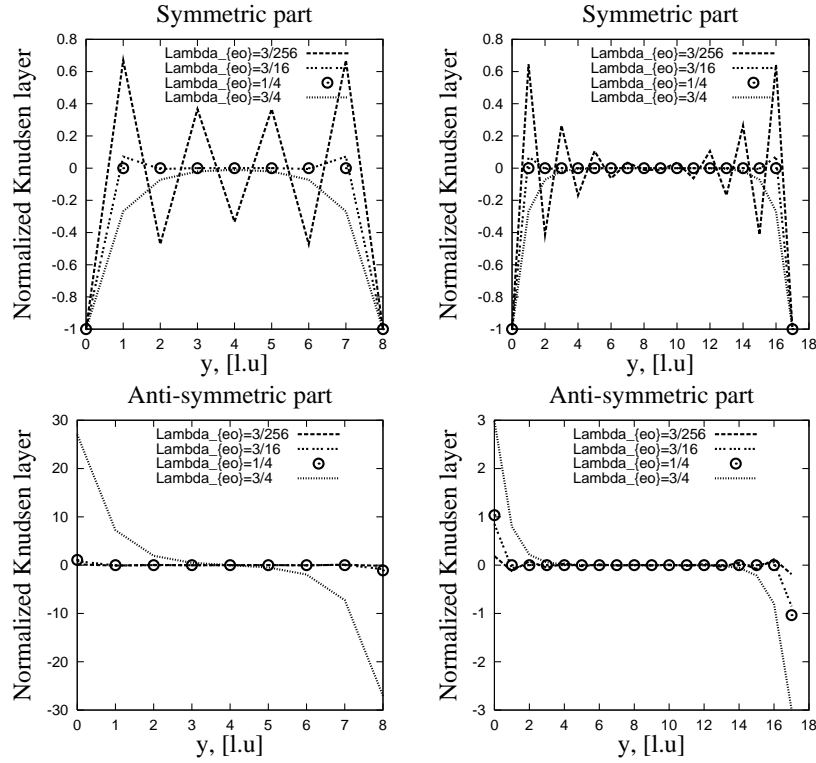 Symmetric part
Normalized Knudsen layer
0.8
0.6
0.4
0.2
0
-0.2
-0.4
-0.6
-0.8
-1
Lambda_{eo}=3/256
Lambda_{eo}=3/16
Lambda_{eo}=1/4
Lambda_{eo}=3/4
0 1 2 3 4 5 6 7 8
y, [l.u]
Symmetric part
Normalized Knudsen layer
0.8
0.6
0.4
0.2
0
-0.2
-0.4
-0.6
-0.8
-1
Lambda_{eo}=3/256
Lambda_{eo}=3/16
Lambda_{eo}=1/4
Lambda_{eo}=3/4
0 2 4 6 8 10 12 14 16 18
y, [l.u]
Anti-symmetric part
Normalized Knudsen layer
30
20
10
0
-10
-20
-30
Lambda_{eo}=3/256
Lambda_{eo}=3/16
Lambda_{eo}=1/4
Lambda_{eo}=3/4
0 1 2 3 4 5 6 7 8
y, [l.u]
Anti-symmetric part
Normalized Knudsen layer
3
2
1
0
-1
-2
-3
Lambda_{eo}=3/256
Lambda_{eo}=3/16
Lambda_{eo}=1/4
Lambda_{eo}=3/4
0 2 4 6 8 10 12 14 16 18
y, [l.u]